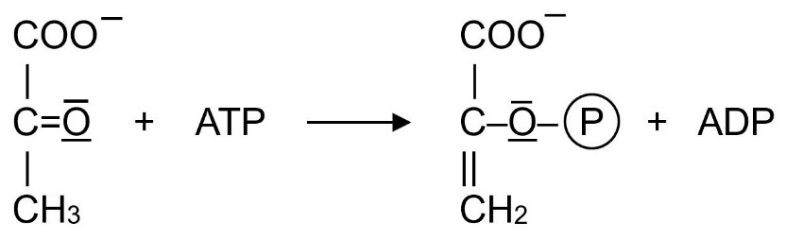 COO⁻ COO⁻
C=O + ATP → C–O–P + ADP
CH₃ CH₂